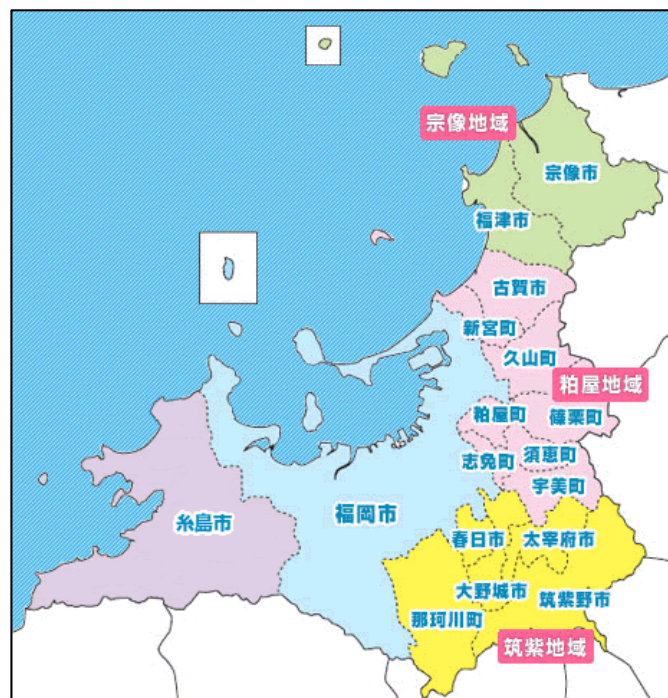 宗像地域
宗像市
福津市
古賀市
新宮町
久山町
粕屋地域
粕屋町
篠栗町
志免町
須恵町
宇美町
糸島市
福岡市
春日市
太宰府市
大野城市
筑紫野市
那珂川町
筑紫地域